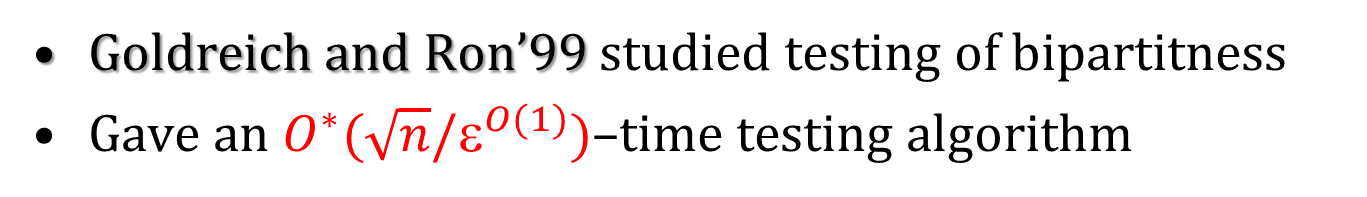 • Goldreich and Ron’99 studied testing of bipartitness
• Gave an O*(√n/ε^O(1))–time testing algorithm